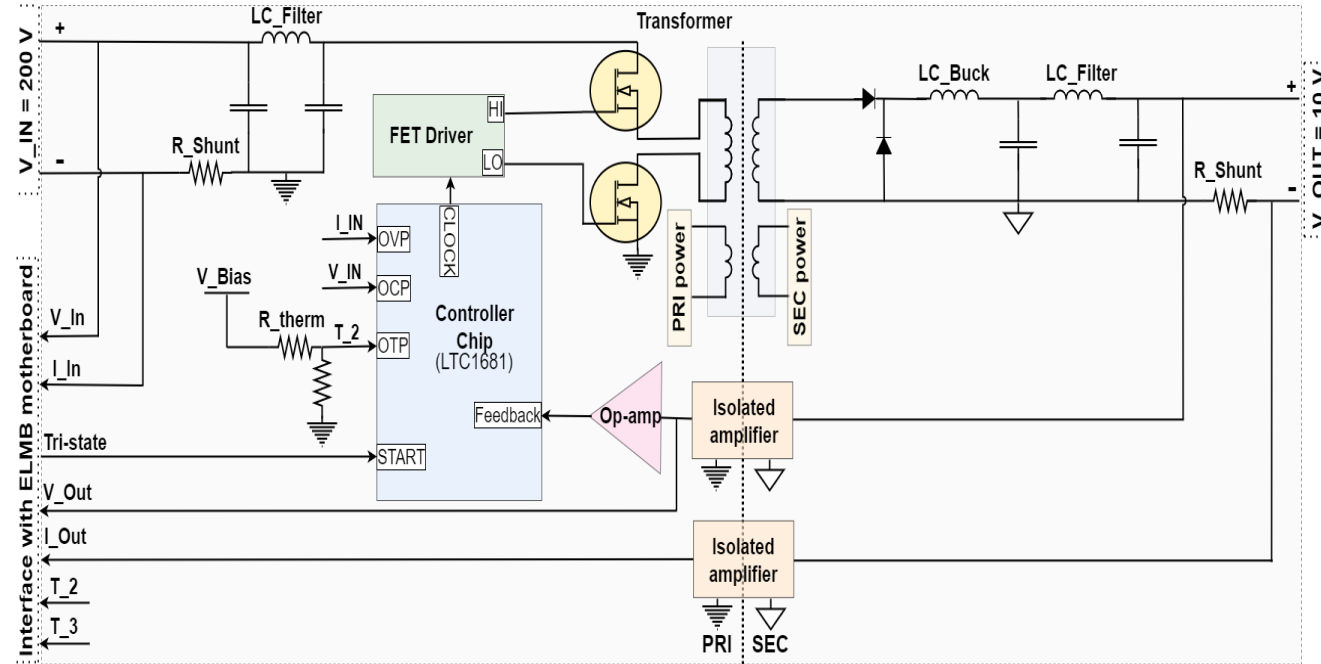 LC_Filter
Transformer
+
V_IN = 200 V
-
R_Shunt
FET Driver
HI
LO
LC_Buck
LC_Filter
+
V_OUT = 10 V
-
R_Shunt
CLOCK
I_IN
OVP
V_IN
OCP
V_Bias
R_therm
T_2
OTP
Controller
Chip
(LTC1681)
PRI power
SEC power
Interface with ELMB motherboard
V_In
I_In
Feedback
Op-amp
Isolated
amplifier
Tri-state
START
V_Out
I_Out
Isolated
amplifier
T_2
T_3
PRI
SEC